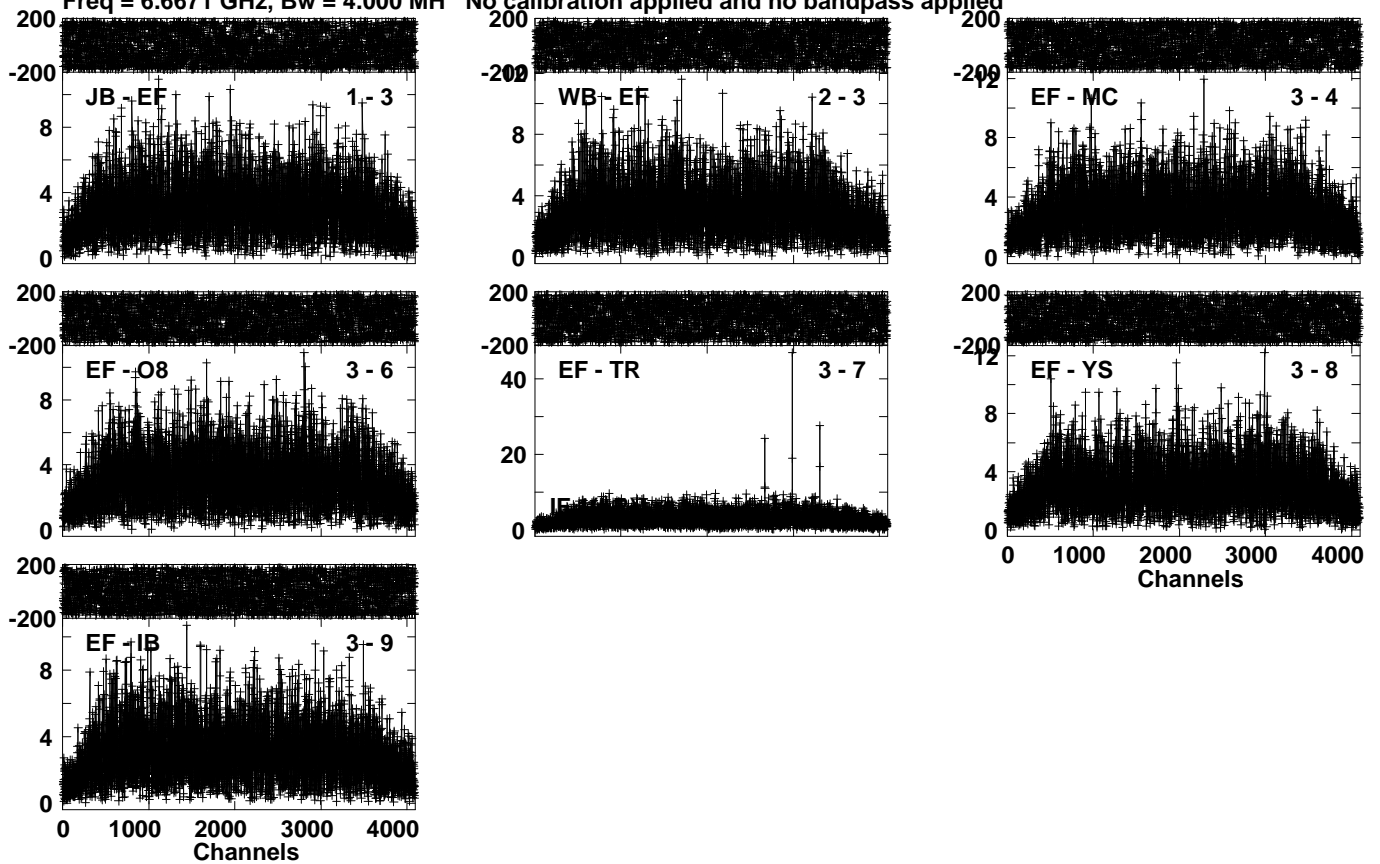 Freq = 6.6671 GHz, Bw = 4.000 MH No calibration applied and no bandpass applied
200 200 200
-200 -200 -200
JB - EF 1 - 3 WB - EF 2 - 3 EF - MC 3 - 4
12 12
8 8 8
4 4 4
0 0 0
200 200 200
-200 -200 -200
EF - O8 3 - 6 EF - TR 3 - 7 EF - YS 3 - 8
8 40 12
4 20 8
0 IF 4
0 0
0 1000 2000 3000 4000
Channels
200
-200
EF - IB 3 - 9
8
4
0
0 1000 2000 3000 4000
Channels